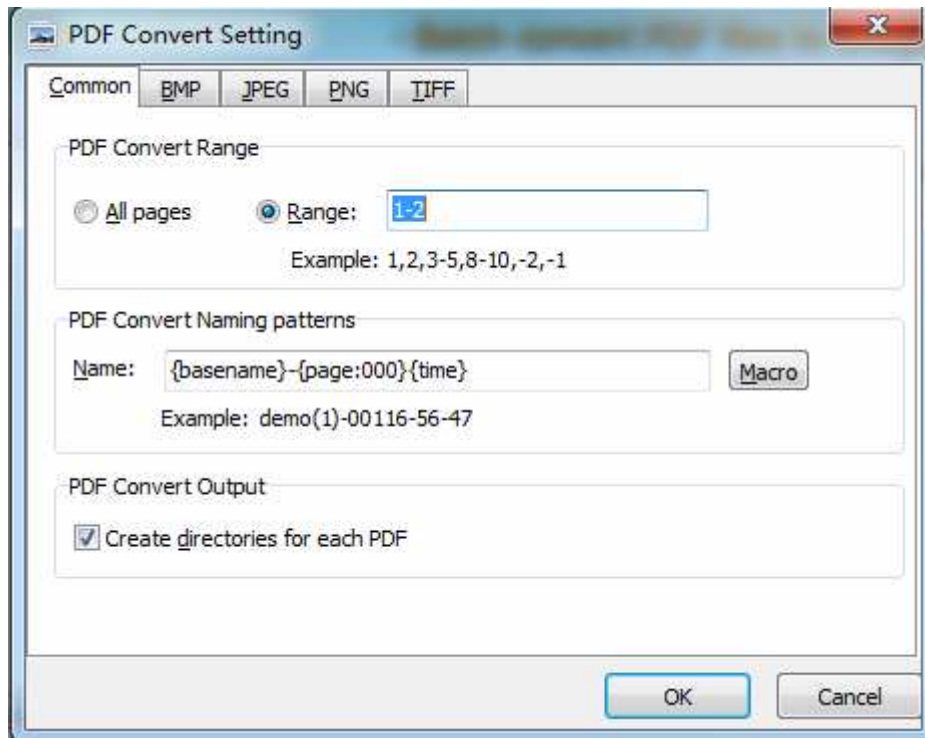 PDF Convert Setting
Common BMP JPEG PNG TIFF
PDF Convert Range
All pages Range: 1-2
Example: 1,2,3-5,8-10,-2,-1
PDF Convert Naming patterns
Name: {basename}-{page:000}{time} Macro
Example: demo(1)-00116-56-47
PDF Convert Output
Create directories for each PDF
OK Cancel